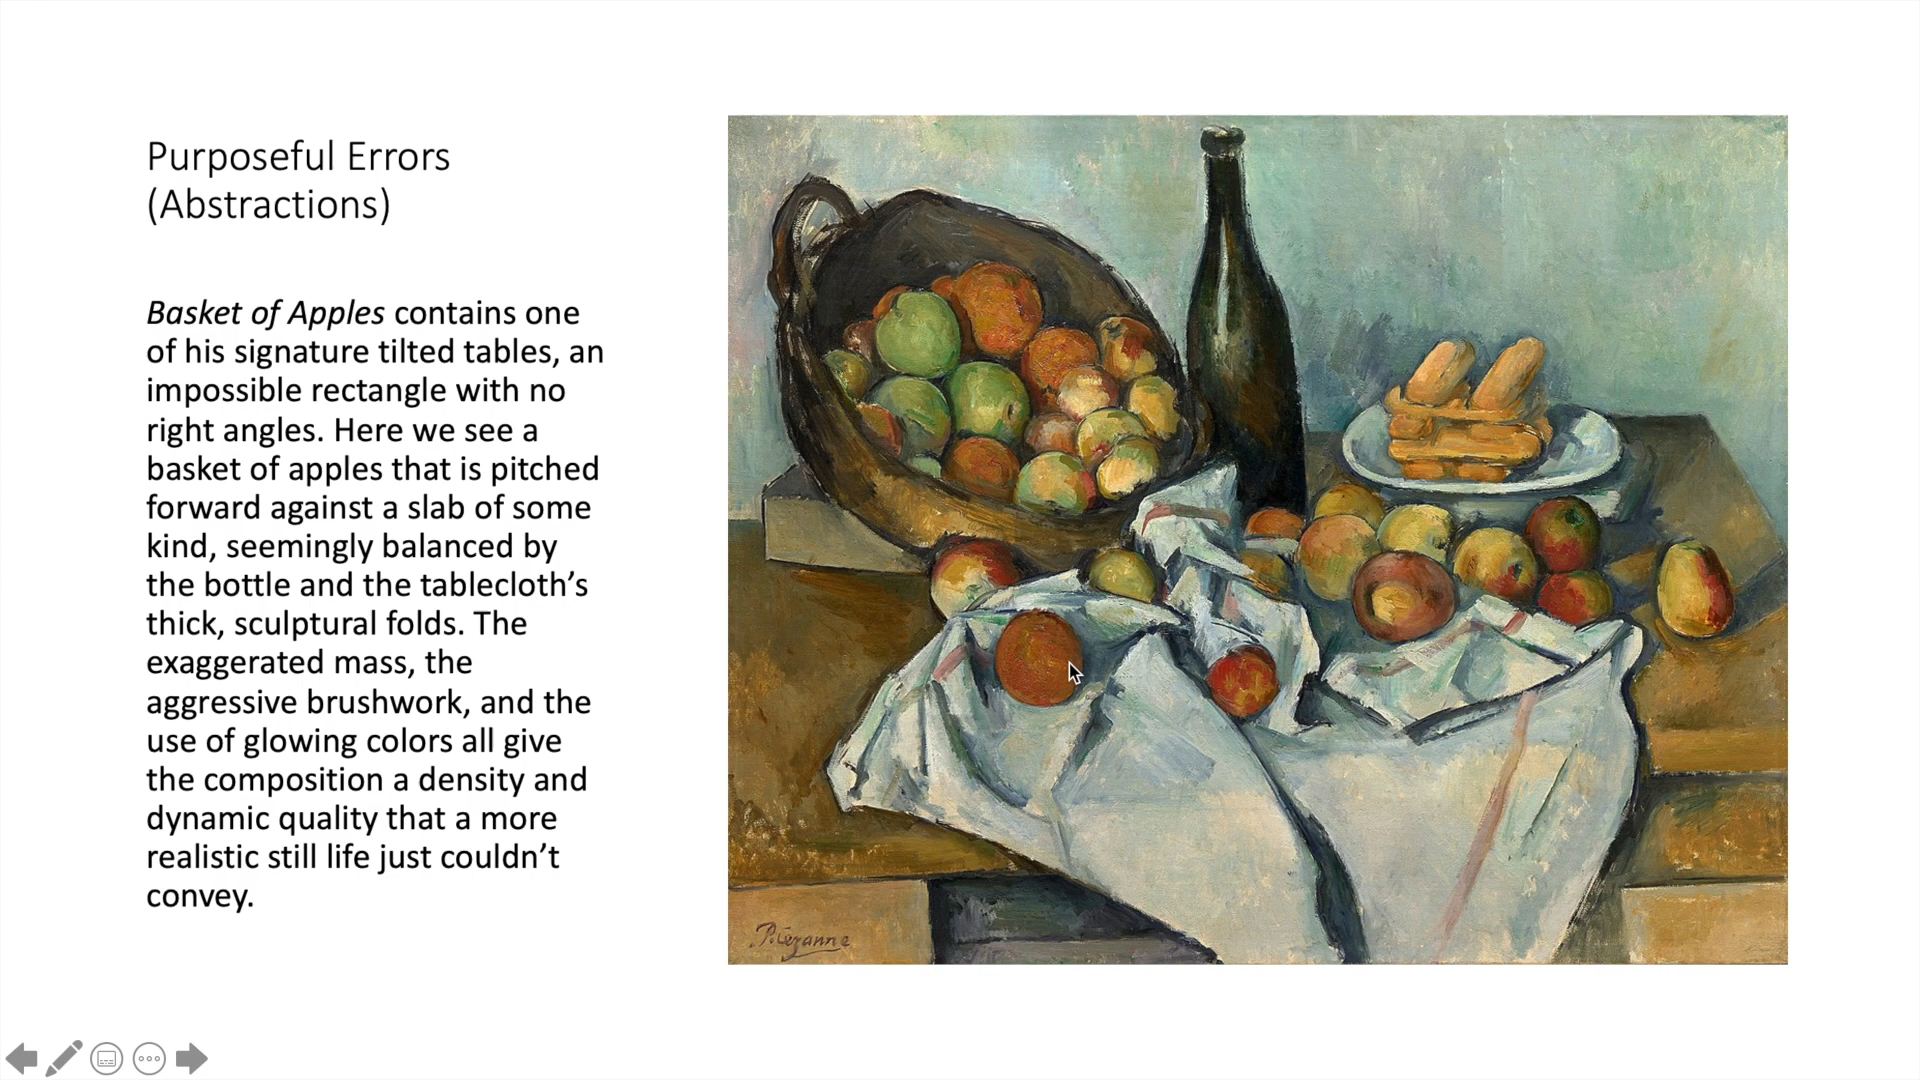 Purposeful Errors
(Abstractions)
Basket of Apples contains one
of his signature tilted tables, an
impossible rectangle with no
right angles. Here we see a
basket of apples that is pitched
forward against a slab of some
kind, seemingly balanced by
the bottle and the tablecloth’s
thick, sculptural folds. The
exaggerated mass, the
aggressive brushwork, and the
use of glowing colors all give
the composition a density and
dynamic quality that a more
realistic still life just couldn’t
convey.
P. Cezanne